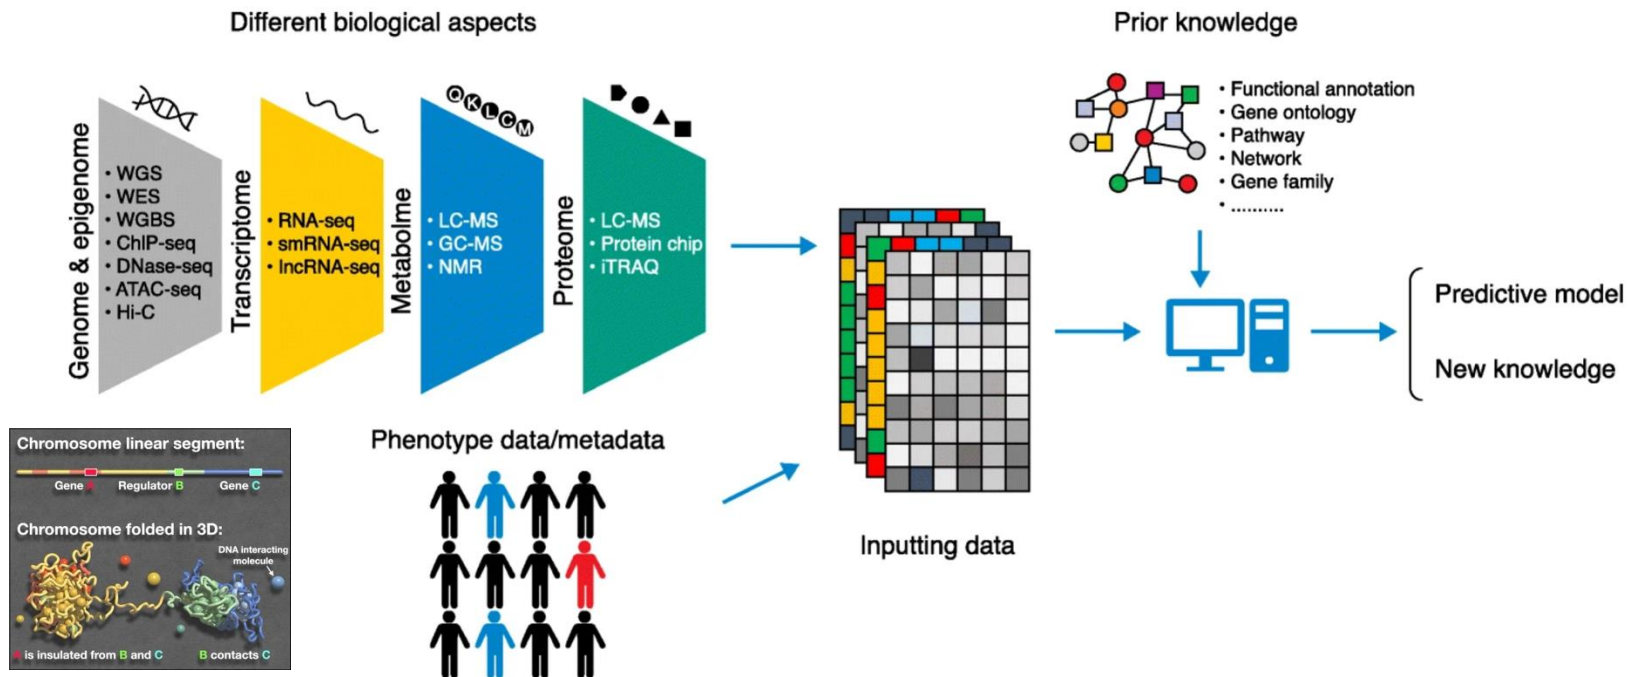 Different biological aspects
Prior knowledge
Genome & epigenome
• WGS
• WES
• WGBS
• ChIP-seq
• DNase-seq
• ATAC-seq
• Hi-C
Transcriptome
• RNA-seq
• smRNA-seq
• lncRNA-seq
Q K L C M
Metabolme
• LC-MS
• GC-MS
• NMR
Proteome
• LC-MS
• Protein chip
• iTRAQ
• Functional annotation
• Gene ontology
• Pathway
• Network
• Gene family
• ..........
Predictive model
New knowledge
Phenotype data/metadata
Inputting data
Chromosome linear segment:
Gene A
Regulator B
Gene C
Chromosome folded in 3D:
DNA interacting
molecule
A is insulated from B and C
B contacts C